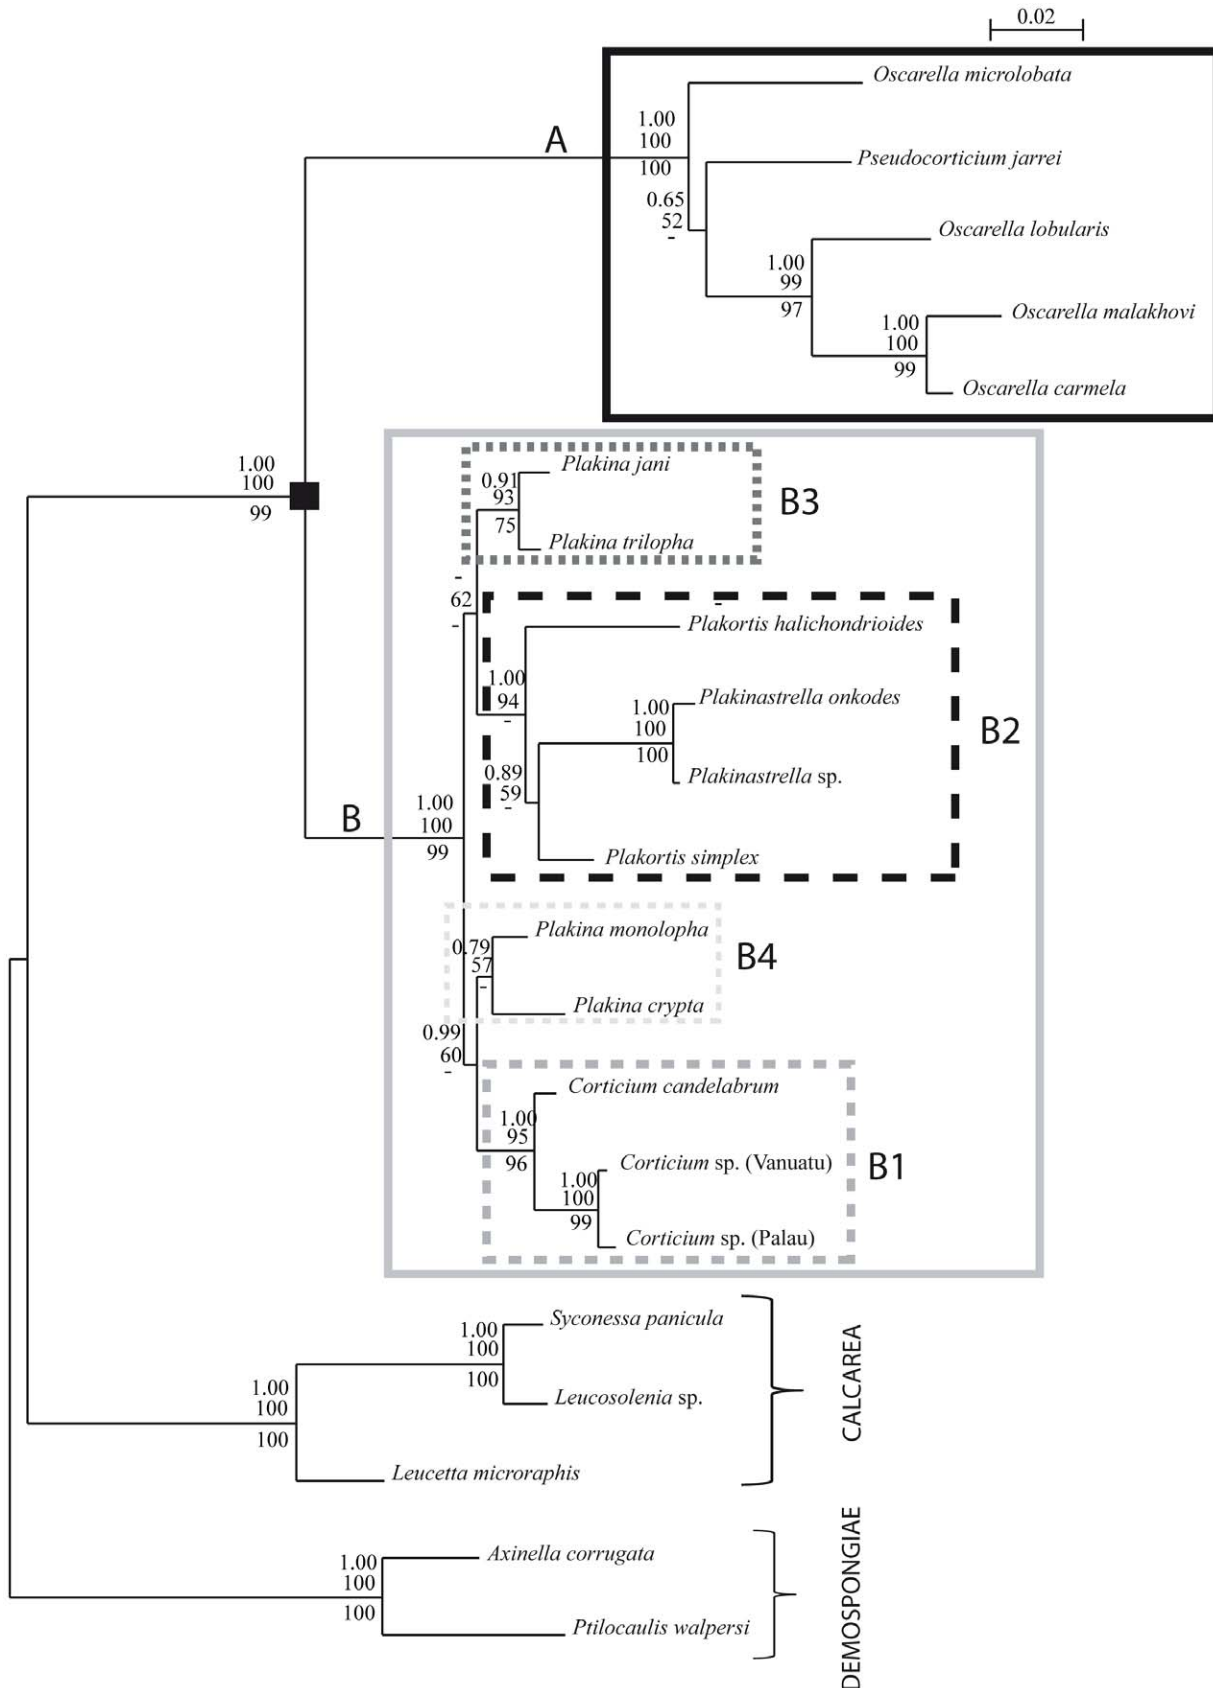 0.02
Oscarella microlobata
1.00
100
A
100
Pseudocorticium jarrei
0.65
52
-
Oscarella lobularis
1.00
99
97
Oscarella malakhovi
1.00
100
99
Oscarella carmela
1.00
100
99
Plakina jani
0.91
93
B3
75
Plakina trilopha
-
62
-
-
Plakortis halichondrioides
1.00
94
-
Plakinastrella onkodes
1.00
100
100
B2
Plakinastrella sp.
0.89
59
-
Plakortis simplex
B
1.00
100
99
Plakina monolopha
0.79
57
-
B4
Plakina crypta
0.99
60
-
Corticium candelabrum
1.00
95
96
B1
Corticium sp. (Vanuatu)
1.00
100
99
Corticium sp. (Palau)
Syconessa panicula
1.00
100
100
Leucosolenia sp.
1.00
100
100
Leucetta microraphis
CALCAREA
Axinella corrugata
1.00
100
100
Ptilocaulis walpersi
DEMOSPONGIAE